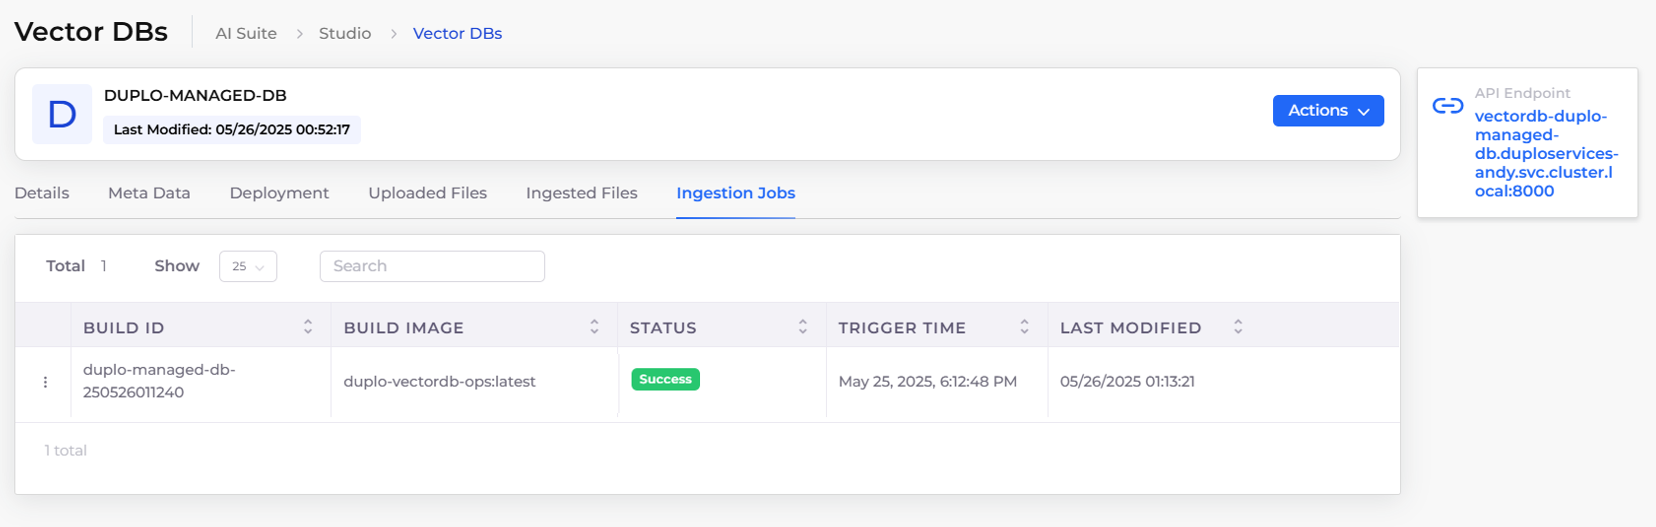 Vector DBs
AI Suite
Studio
Vector DBs
D
DUPLO-MANAGED-DB
Last Modified: 05/26/2025 00:52:17
Actions
API Endpoint
vectordb-duplo-
managed-
db.duploservices-
andy.svc.cluster.l
ocal:8000
Details
Meta Data
Deployment
Uploaded Files
Ingested Files
Ingestion Jobs
Total 1
Show 25
Search
BUILD ID
BUILD IMAGE
STATUS
TRIGGER TIME
LAST MODIFIED
duplo-managed-db-
250526011240
duplo-vectordb-ops:latest
Success
May 25, 2025, 6:12:48 PM
05/26/2025 01:13:21
1 total